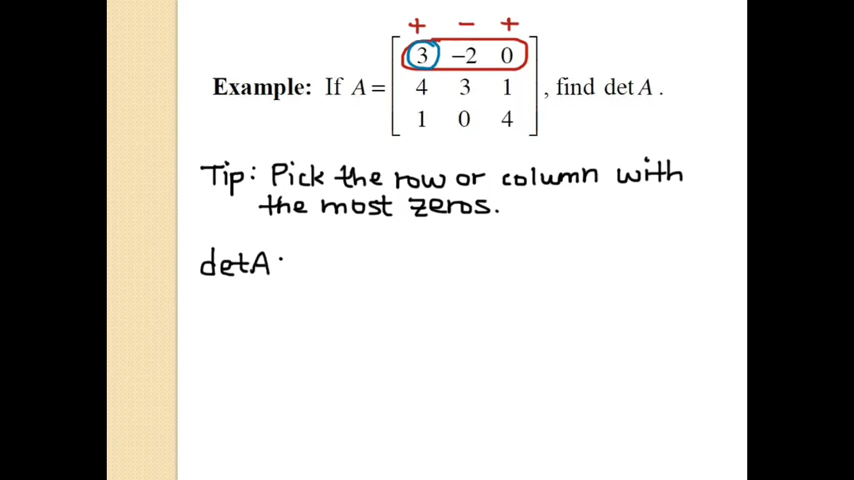 + − +
3 −2 0
Example: If A = 4 3 1 , find det A .
1 0 4
Tip: Pick the row or column with
the most zeros.
detA